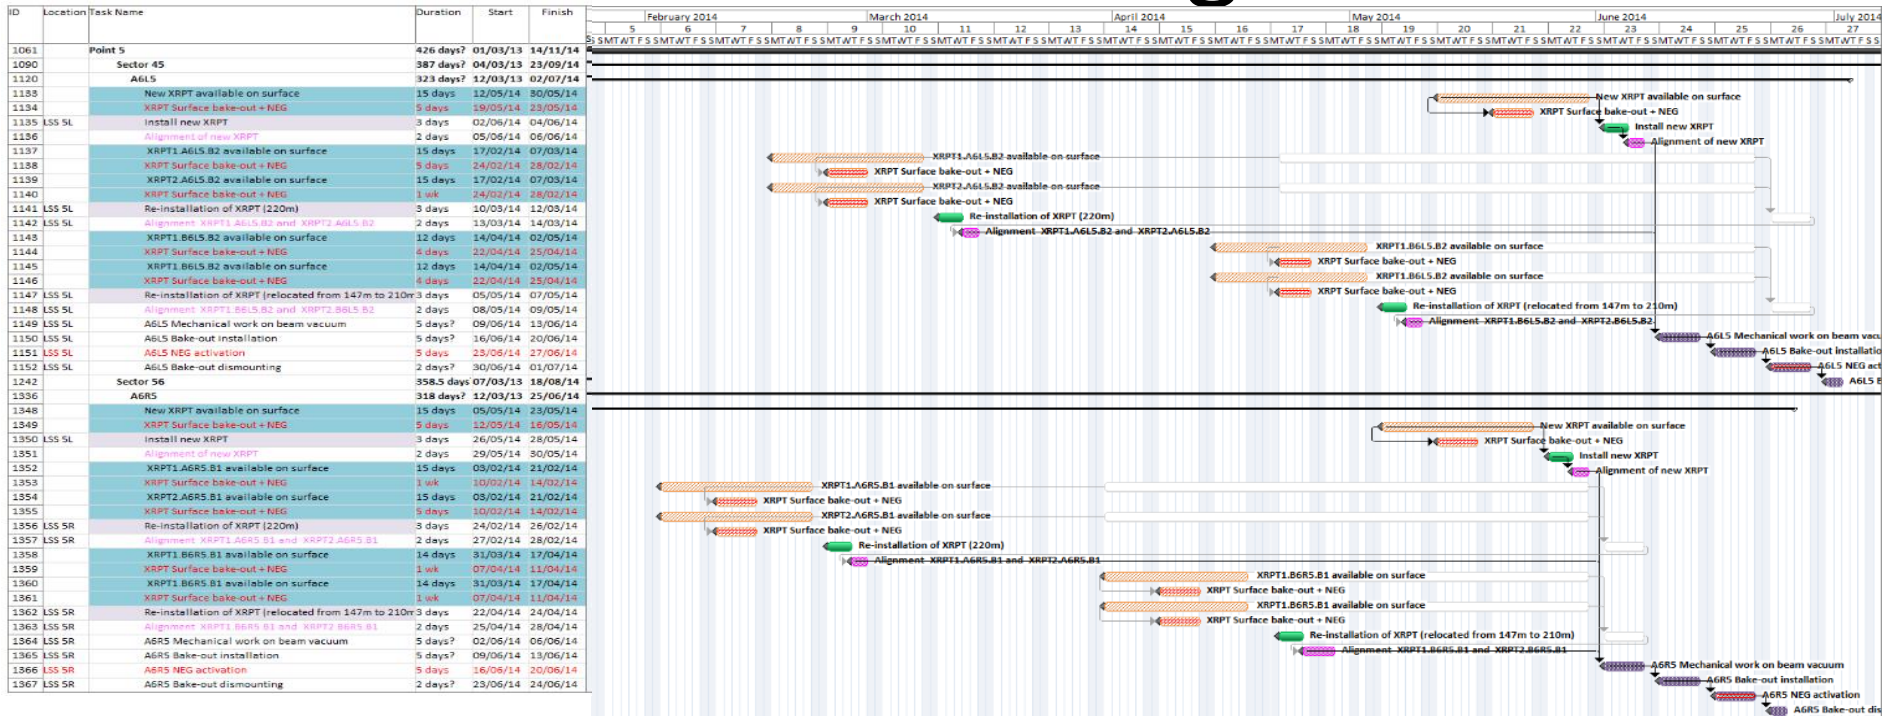 ID Location Task Name Duration Start Finish
February 2014 March 2014 April 2014 May 2014 June 2014 July 2014
5 6 7 8 9 10 11 12 13 14 15 16 17 18 19 20 21 22 23 24 25 26 27
1061 Point 5 426 days? 01/03/13 14/11/14
1090 Sector 45 387 days? 04/03/13 23/09/14
1120 A6L5 323 days? 12/03/13 02/07/14
1133 New XRPT available on surface 15 days 12/05/14 30/05/14 New XRPT available on surface
1134 XRPT Surface bake-out + NEG 5 days 19/05/14 23/05/14 XRPT Surface bake-out + NEG
1135 LSS 5L Install new XRPT 3 days 02/06/14 04/06/14 Install new XRPT
1136 Alignment of new XRPT 2 days 05/06/14 06/06/14 Alignment of new XRPT
1137 XRPT1.A6L5.B2 available on surface 15 days 17/02/14 07/03/14 XRPT1.A6L5.B2 available on surface
1138 XRPT Surface bake-out + NEG 5 days 24/02/14 28/02/14 XRPT Surface bake-out + NEG
1139 XRPT2.A6L5.B2 available on surface 15 days 17/02/14 07/03/14 XRPT2.A6L5.B2 available on surface
1140 XRPT Surface bake-out + NEG 1 wk 24/02/14 28/02/14 XRPT Surface bake-out + NEG
1141 LSS 5L Re-installation of XRPT (220m) 3 days 10/03/14 12/03/14 Re-installation of XRPT (220m)
1142 LSS 5L Alignment XRPT1.A6L5.B2 and XRPT2.A6L5.B2 2 days 13/03/14 14/03/14 Alignment XRPT1.A6L5.B2 and XRPT2.A6L5.B2
1143 XRPT1.B6L5.B2 available on surface 12 days 14/04/14 02/05/14 XRPT1.B6L5.B2 available on surface
1144 XRPT Surface bake-out + NEG 4 days 22/04/14 25/04/14 XRPT Surface bake-out + NEG
1145 XRPT1.B6L5.B2 available on surface 12 days 14/04/14 02/05/14 XRPT1.B6L5.B2 available on surface
1146 XRPT Surface bake-out + NEG 4 days 22/04/14 25/04/14 XRPT Surface bake-out + NEG
1147 LSS 5L Re-installation of XRPT (relocated from 147m to 210m 3 days 05/05/14 07/05/14 Re-installation of XRPT (relocated from 147m to 210m)
1148 LSS 5L Alignment XRPT1.B6L5.B2 and XRPT2.B6L5.B2 2 days 08/05/14 09/05/14 Alignment XRPT1.B6L5.B2 and XRPT2.B6L5.B2
1149 LSS 5L A6L5 Mechanical work on beam vacuum 5 days? 09/06/14 13/06/14 A6L5 Mechanical work on beam vacu
1150 LSS 5L A6L5 Bake-out installation 5 days? 16/06/14 20/06/14 A6L5 Bake-out installatio
1151 LSS 5L A6L5 NEG activation 5 days 23/06/14 27/06/14 A6L5 NEG act
1152 LSS 5L A6L5 Bake-out dismounting 2 days? 30/06/14 01/07/14 A6L5 B
1242 Sector 56 358.5 days 07/03/13 18/08/14
1336 A6R5 318 days? 12/03/13 25/06/14
1348 New XRPT available on surface 15 days 05/05/14 23/05/14 New XRPT available on surface
1349 XRPT Surface bake-out + NEG 5 days 12/05/14 16/05/14 XRPT Surface bake-out + NEG
1350 LSS 5L Install new XRPT 3 days 26/05/14 28/05/14 Install new XRPT
1351 Alignment of new XRPT 2 days 29/05/14 30/05/14 Alignment of new XRPT
1352 XRPT1.A6R5.B1 available on surface 15 days 03/02/14 21/02/14 XRPT1.A6R5.B1 available on surface
1353 XRPT Surface bake-out + NEG 1 wk 10/02/14 14/02/14 XRPT Surface bake-out + NEG
1354 XRPT2.A6R5.B1 available on surface 15 days 03/02/14 21/02/14 XRPT2.A6R5.B1 available on surface
1355 XRPT Surface bake-out + NEG 5 days 10/02/14 14/02/14 XRPT Surface bake-out + NEG
1356 LSS 5R Re-installation of XRPT (220m) 3 days 24/02/14 26/02/14 Re-installation of XRPT (220m)
1357 LSS 5R Alignment XRPT1.A6R5.B1 and XRPT2.A6R5.B1 2 days 27/02/14 28/02/14 Alignment XRPT1.A6R5.B1 and XRPT2.A6R5.B1
1358 XRPT1.B6R5.B1 available on surface 14 days 31/03/14 17/04/14 XRPT1.B6R5.B1 available on surface
1359 XRPT Surface bake-out + NEG 1 wk 07/04/14 11/04/14 XRPT Surface bake-out + NEG
1360 XRPT1.B6R5.B1 available on surface 14 days 31/03/14 17/04/14 XRPT1.B6R5.B1 available on surface
1361 XRPT Surface bake-out + NEG 1 wk 07/04/14 11/04/14 XRPT Surface bake-out + NEG
1362 LSS 5R Re-installation of XRPT (relocated from 147m to 210m 3 days 22/04/14 24/04/14 Re-installation of XRPT (relocated from 147m to 210m)
1363 LSS 5R Alignment XRPT1.B6R5.B1 and XRPT2.B6R5.B1 2 days 25/04/14 28/04/14 Alignment XRPT1.B6R5.B1 and XRPT2.B6R5.B1
1364 LSS 5R A6R5 Mechanical work on beam vacuum 5 days? 02/06/14 06/06/14 A6R5 Mechanical work on beam vacuum
1365 LSS 5R A6R5 Bake-out installation 5 days? 09/06/14 13/06/14 A6R5 Bake-out installation
1366 LSS 5R A6R5 NEG activation 5 days 16/06/14 20/06/14 A6R5 NEG activation
1367 LSS 5R A6R5 Bake-out dismounting 2 days? 23/06/14 24/06/14 A6R5 Bake-out dis